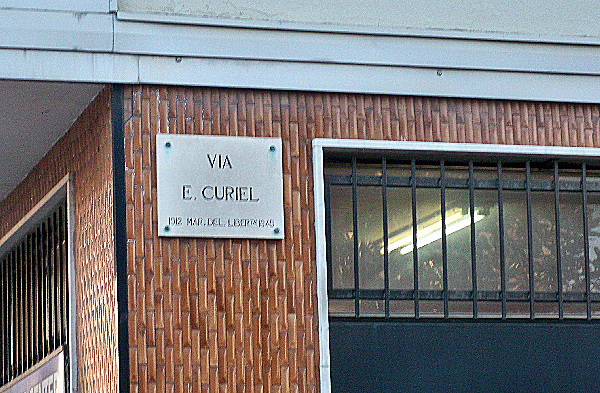 VIA
E. CURIEL
1912 MAR. DEL LIBERTÀ 1945